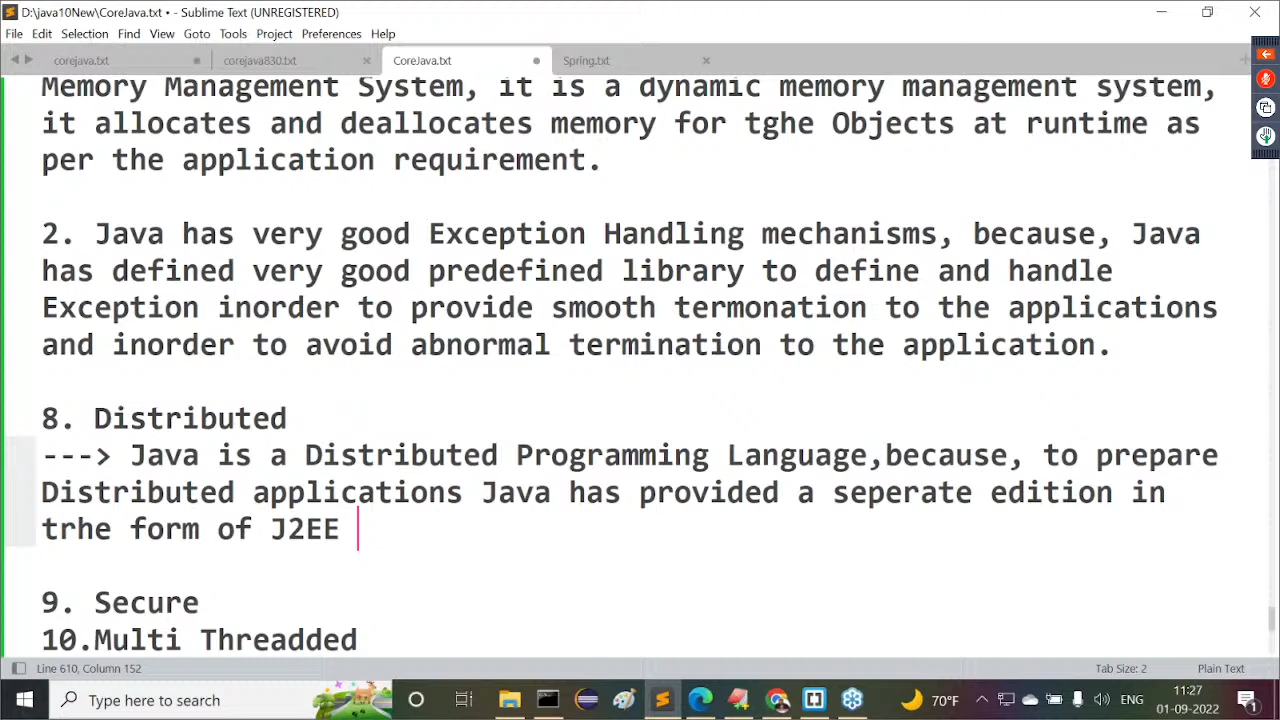 D:\java10New\CoreJava.txt • - Sublime Text (UNREGISTERED)
File Edit Selection Find View Goto Tools Project Preferences Help
corejava.txt corejava830.txt CoreJava.txt Spring.txt
Memory Management System, it is a dynamic memory management system,
it allocates and deallocates memory for tghe Objects at runtime as
per the application requirement.
2. Java has very good Exception Handling mechanisms, because, Java
has defined very good predefined library to define and handle
Exception inorder to provide smooth termonation to the applications
and inorder to avoid abnormal termination to the application.
8. Distributed
---> Java is a Distributed Programming Language,because, to prepare
Distributed applications Java has provided a seperate edition in
trhe form of J2EE
9. Secure
10.Multi Threadded
Line 610, Column 152 Tab Size: 2 Plain Text
Type here to search 70°F ENG 11:27
01-09-2022 1